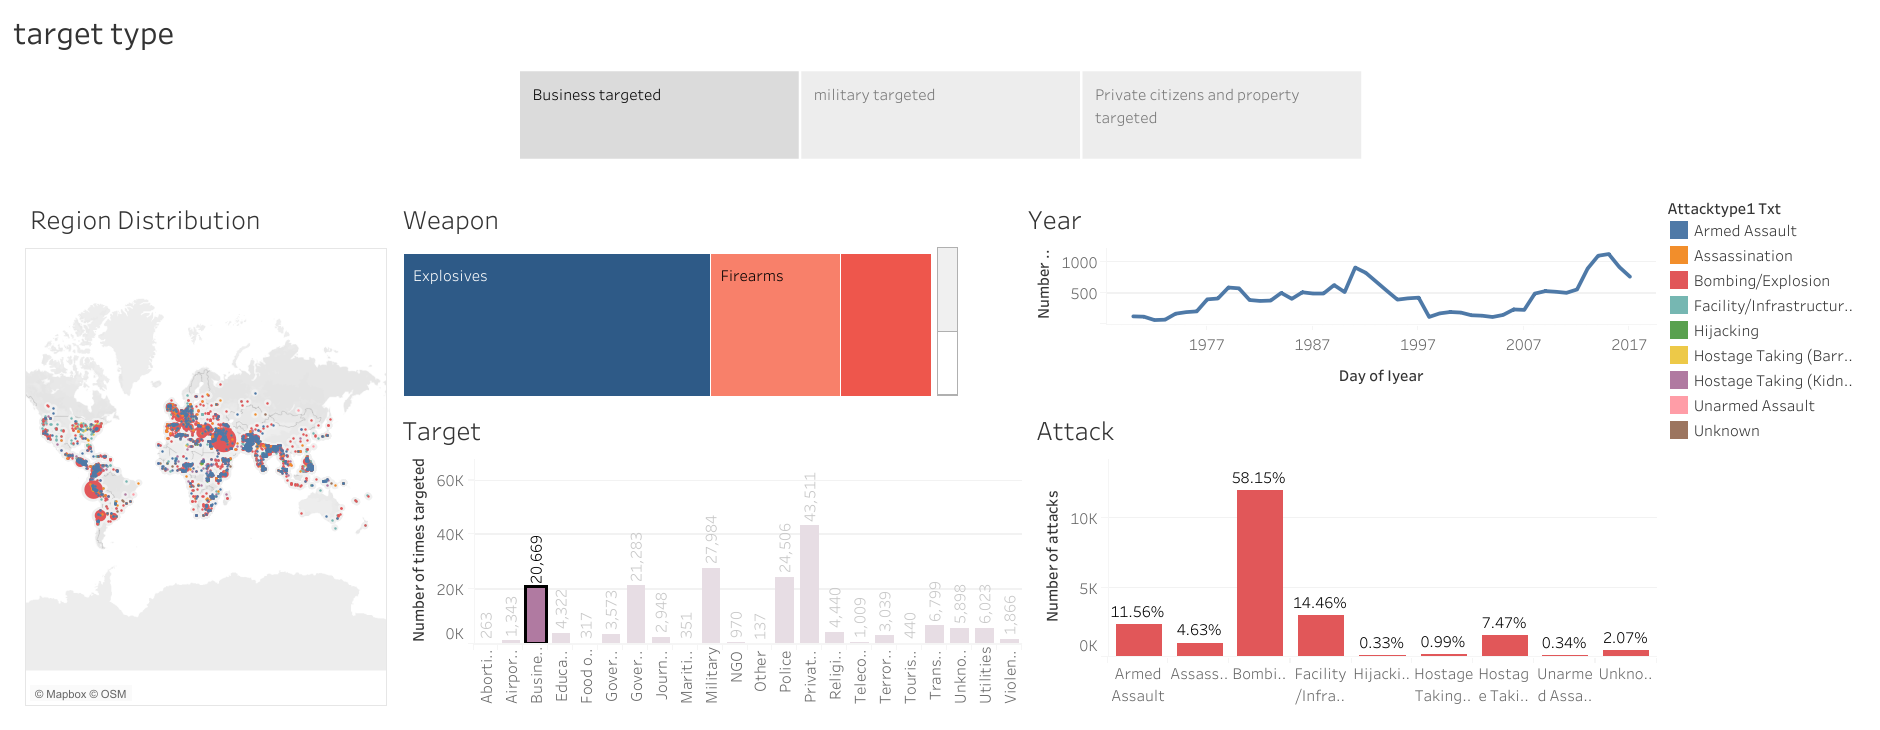 target type
Business targeted
military targeted
Private citizens and property
targeted
Region Distribution
© Mapbox © OSM
Weapon
Explosives
Firearms
Year
Number ..
1000
500
1977
1987
1997
2007
2017
Day of Iyear
Attacktype1 Txt
Armed Assault
Assassination
Bombing/Explosion
Facility/Infrastructur..
Hijacking
Hostage Taking (Barr..
Hostage Taking (Kidn..
Unarmed Assault
Unknown
Target
Number of times targeted
60K
40K
20K
0K
263
1,343
20,669
4,322
317
3,573
21,283
2,948
351
27,984
970
137
24,506
43,511
4,440
1,009
3,039
440
6,799
5,898
6,023
1,866
Aborti..
Airpor..
Busine..
Educa..
Food o..
Gover..
Gover..
Journ..
Mariti..
Military
NGO
Other
Police
Privat..
Religi..
Teleco..
Terror..
Touris..
Trans..
Unkno..
Utilities
Violen..
Attack
Number of attacks
10K
5K
0K
11.56%
4.63%
58.15%
14.46%
0.33%
0.99%
7.47%
0.34%
2.07%
Armed
Assault
Assass..
Bombi..
Facility
/Infra..
Hijacki..
Hostage
Taking..
Hostag
e Taki..
Unarme
d Assa..
Unkno..